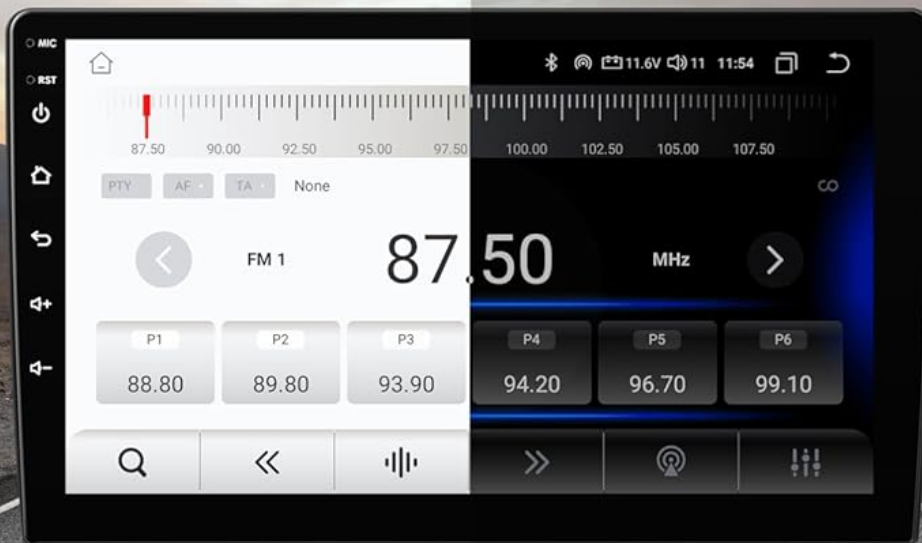 MIC
RST
11.6V 11 11:54
87.50 90.00 92.50 95.00 97.50 100.00 102.50 105.00 107.50
PTY AF TA None
FM 1 87.50 MHz
P1 P2 P3 P4 P5 P6
88.80 89.80 93.90 94.20 96.70 99.10